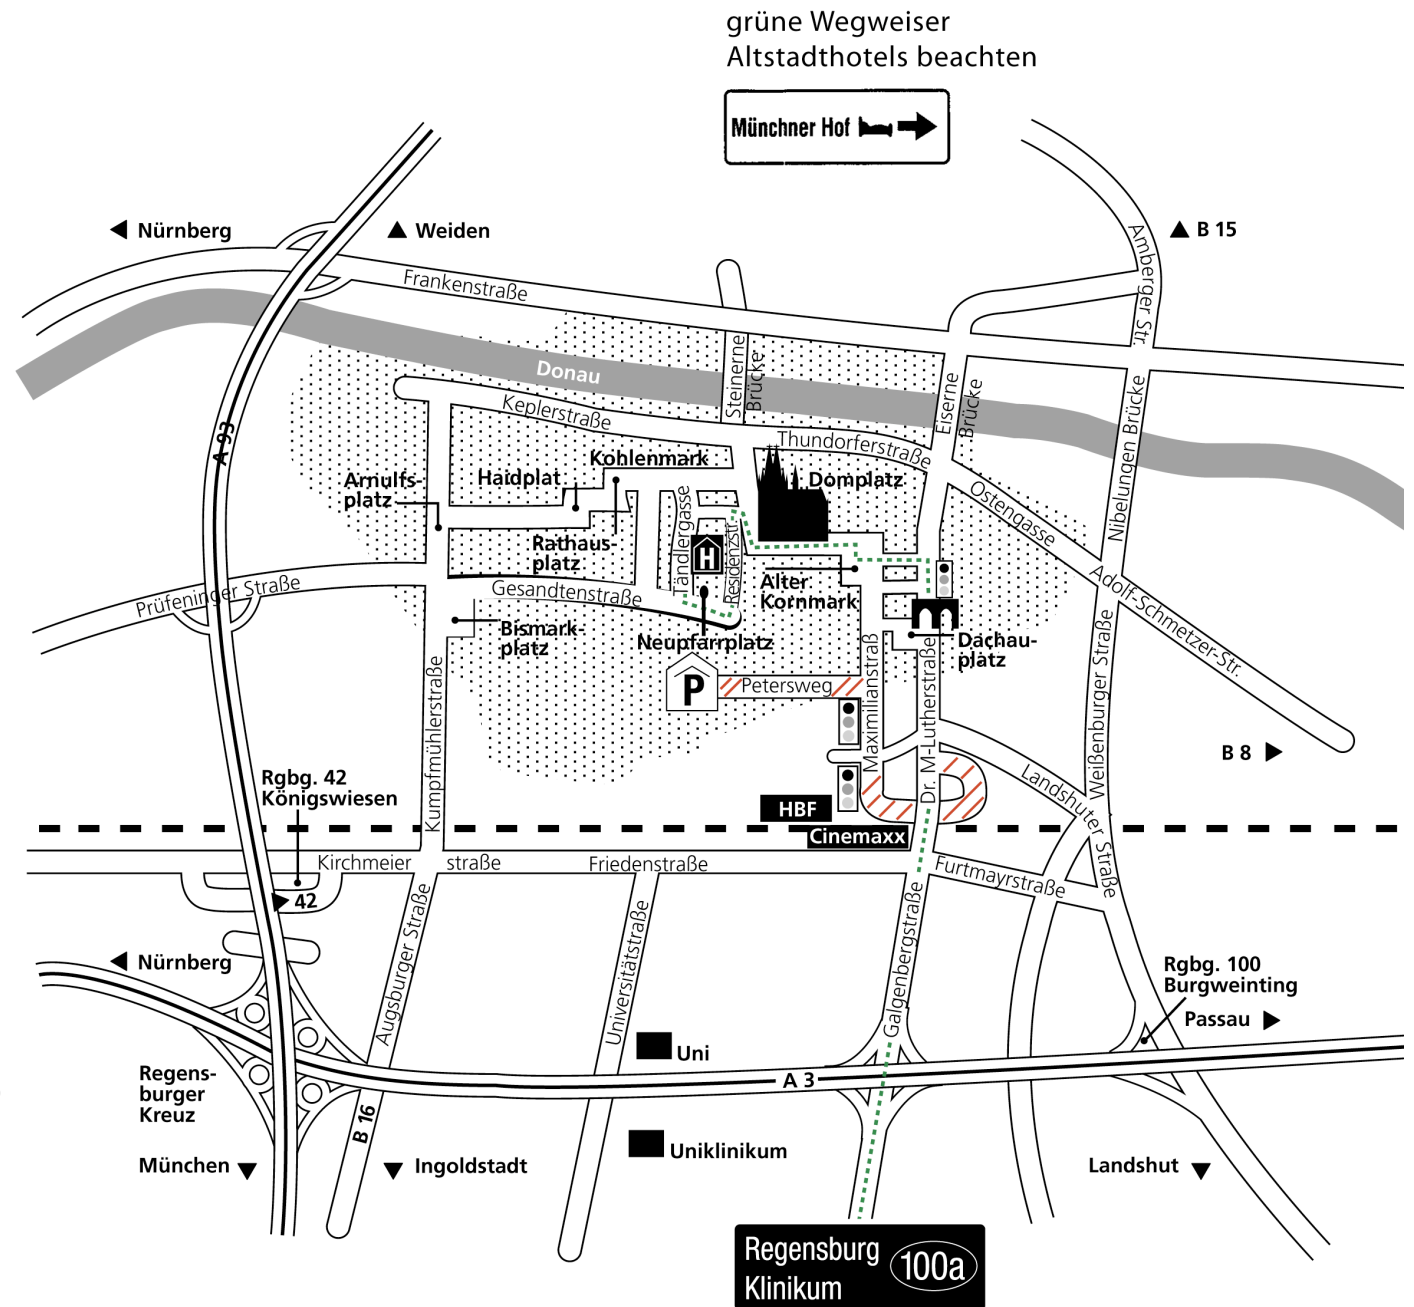 grüne Wegweiser
Altstadthotels beachten
Münchner Hof
Nürnberg
Weiden
B 15
Amberger Str.
Frankenstraße
Steinerne
Brücke
Donau
Eiserne
Brücke
Nibelungen Brücke
A 93
Keplerstraße
Thundorferstraße
Kohlenmark
Haidplat
Arnulfs-
platz
Domplatz
Ostengasse
Tändlergasse
Rathaus-
platz
H
Residenzstr.
Alter
Kornmark
Prüfeninger Straße
Gesandtenstraße
Adolf-Schmetzer-Str.
Bismark-
platz
Neupfarrplatz
Dachau-
platz
P
Petersweg
Maximilianstraß
Dr. M-Lutherstraße
Weißenburger Straße
Kumpfmühlerstraße
B 8
Rgbg. 42
Königswiesen
Landshuter Straße
HBF
Cinemaxx
Kirchmeier straße
Friedenstraße
Furtmayrstraße
42
Augsburger Straße
Universitätstraße
Galgenbergstraße
Nürnberg
Rgbg. 100
Burgweinting
Passau
Uni
A 3
Regens-
burger
Kreuz
B 16
Uniklinikum
München
Ingoldstadt
Landshut
Regensburg
Klinikum
100a